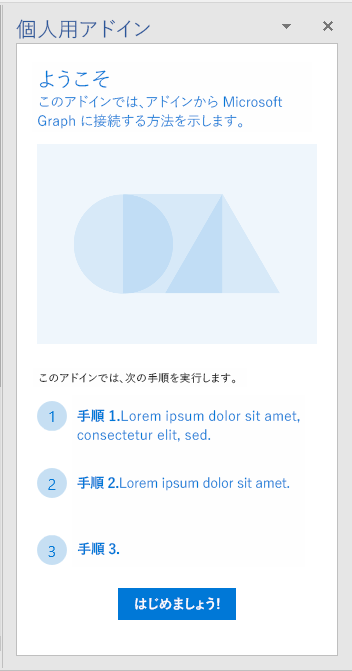 個人用アドイン
ようこそ
このアドインでは、アドインから Microsoft
Graph に接続する方法を示します。
このアドインでは、次の手順を実行します。
1 手順 1.Lorem ipsum dolor sit amet,
consectetur elit, sed.
2 手順 2.Lorem ipsum dolor sit amet.
3 手順 3.
はじめましょう!